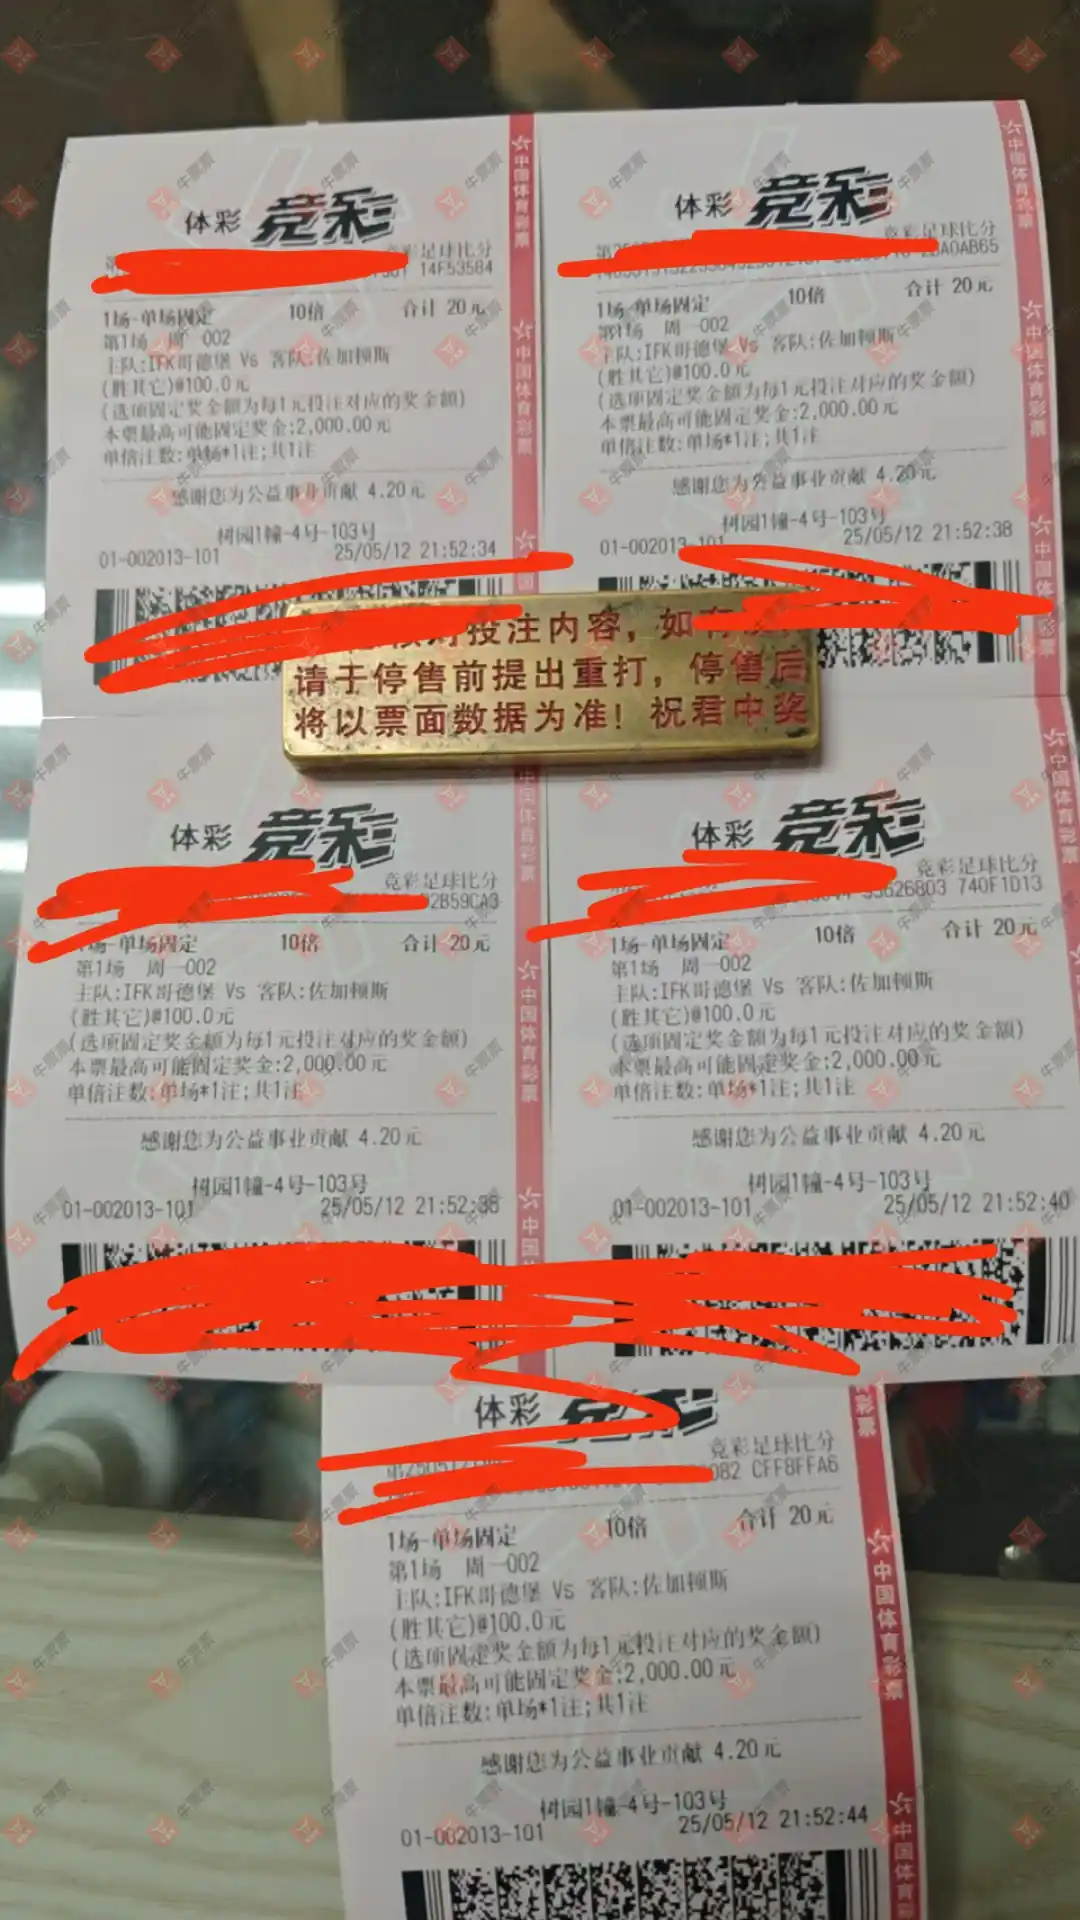 体彩 竞彩
竞彩足球比分
14F53584
1场-单场固定 10倍 合计 20元
第1场 周一002
主队:IFK哥德堡 Vs 客队:佐加顿斯
(胜其它)@100.0元
(选项固定奖金额为每1元投注对应的奖金额)
本票最高可能固定奖金:2,000.00元
单倍注数:单场*1注;共1注
感谢您为公益事业贡献 4.20元
树园1幢-4号-103号
01-002013-101 25/05/12 21:52:34
中国体育彩票
体彩 竞彩
竞彩足球比分
2DA0AB65
1场-单场固定 10倍 合计 20元
第1场 周一002
主队:IFK哥德堡 Vs 客队:佐加顿斯
(胜其它)@100.0元
(选项固定奖金额为每1元投注对应的奖金额)
本票最高可能固定奖金:2,000.00元
单倍注数:单场*1注;共1注
感谢您为公益事业贡献 4.20元
树园1幢-4号-103号
01-002013-101 25/05/12 21:52:38
中国体育彩票
投注内容，如有
请于停售前提出重打，停售后
将以票面数据为准！祝君中奖
体彩 竞彩
竞彩足球比分
2B59CA3
1场-单场固定 10倍 合计 20元
第1场 周一002
主队:IFK哥德堡 Vs 客队:佐加顿斯
(胜其它)@100.0元
(选项固定奖金额为每1元投注对应的奖金额)
本票最高可能固定奖金:2,000.00元
单倍注数:单场*1注;共1注
感谢您为公益事业贡献 4.20元
树园1幢-4号-103号
01-002013-101 25/05/12 21:52:36
中国体育彩票
体彩 竞彩
竞彩足球比分
626803 740F1D13
1场-单场固定 10倍 合计 20元
第1场 周一002
主队:IFK哥德堡 Vs 客队:佐加顿斯
(胜其它)@100.0元
(选项固定奖金额为每1元投注对应的奖金额)
本票最高可能固定奖金:2,000.00元
单倍注数:单场*1注;共1注
感谢您为公益事业贡献 4.20元
树园1幢-4号-103号
01-002013-101 25/05/12 21:52:40
中国体育彩票
体彩 竞彩
竞彩足球比分
082 CFF8FFA6
1场-单场固定 10倍 合计 20元
第1场 周一002
主队:IFK哥德堡 Vs 客队:佐加顿斯
(胜其它)@100.0元
(选项固定奖金额为每1元投注对应的奖金额)
本票最高可能固定奖金:2,000.00元
单倍注数:单场*1注;共1注
感谢您为公益事业贡献 4.20元
树园1幢-4号-103号
01-002013-101 25/05/12 21:52:44
中国体育彩票
牛票票